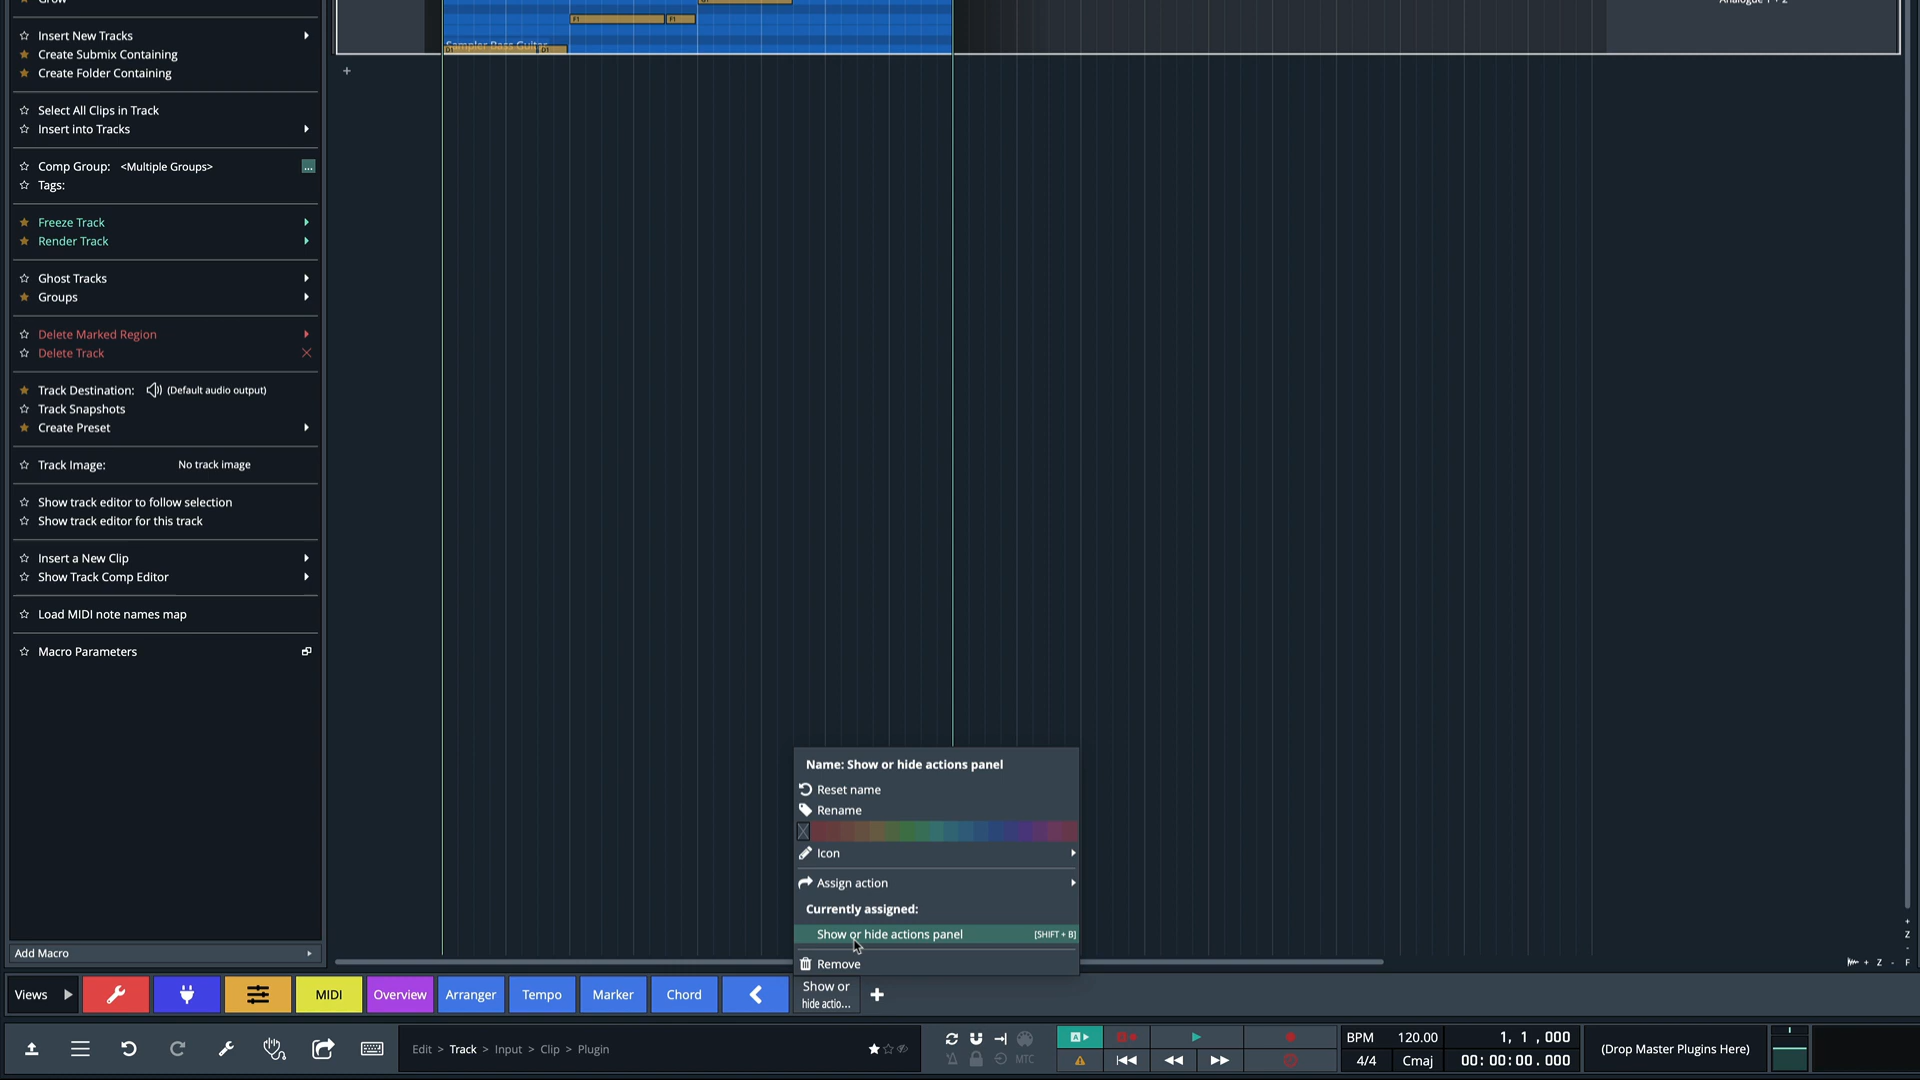 Insert New Tracks
Create Submix Containing
Create Folder Containing
Select All Clips in Track
Insert into Tracks
Comp Group: <Multiple Groups> ...
Tags:
Freeze Track
Render Track
Ghost Tracks
Groups
Delete Marked Region
Delete Track
Track Destination: (Default audio output)
Track Snapshots
Create Preset
Track Image: No track image
Show track editor to follow selection
Show track editor for this track
Insert a New Clip
Show Track Comp Editor
Load MIDI note names map
Macro Parameters
Add Macro
F1 F1
Sampler Bass Guitar
Name: Show or hide actions panel
Reset name
Rename
Icon
Assign action
Currently assigned:
Show or hide actions panel [SHIFT + B]
Remove
+
Z
-
+ Z - F
Views MIDI Overview Arranger Tempo Marker Chord
Show or
hide actio...
Edit > Track > Input > Clip > Plugin
MTC
A
BPM 120.00 1, 1 ,000
4/4 Cmaj 00:00:00.000
(Drop Master Plugins Here)